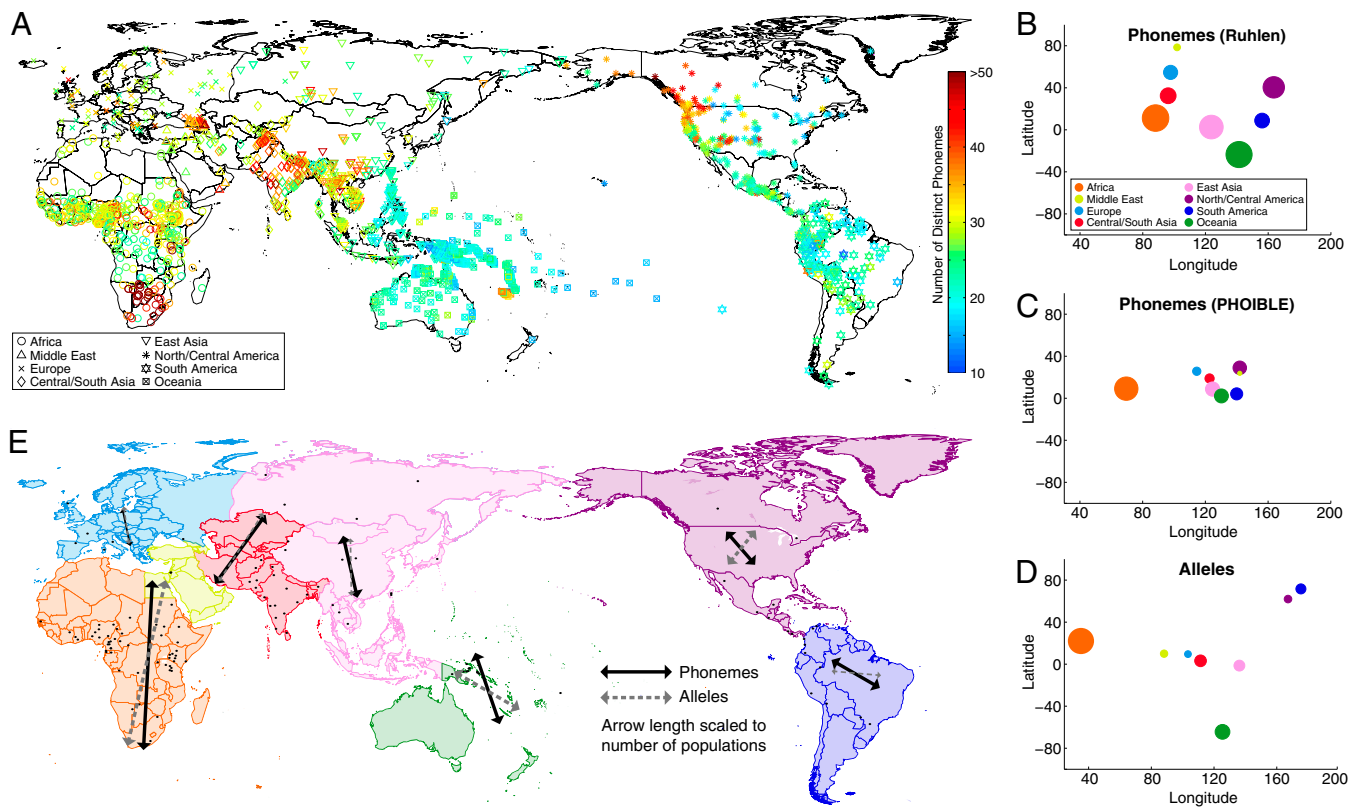 A
>50
40
30
20
10
Number of Distinct Phonemes
Africa
Middle East
Europe
Central/South Asia
East Asia
North/Central America
South America
Oceania
B
Phonemes (Ruhlen)
80
40
0
−40
−80
Latitude
Africa
Middle East
Europe
Central/South Asia
East Asia
North/Central America
South America
Oceania
40 80 120 160 200
Longitude
C
Phonemes (PHOIBLE)
80
40
0
−40
−80
Latitude
40 80 120 160 200
Longitude
D
Alleles
80
40
0
−40
−80
Latitude
40 80 120 160 200
Longitude
E
Phonemes
Alleles
Arrow length scaled to
number of populations